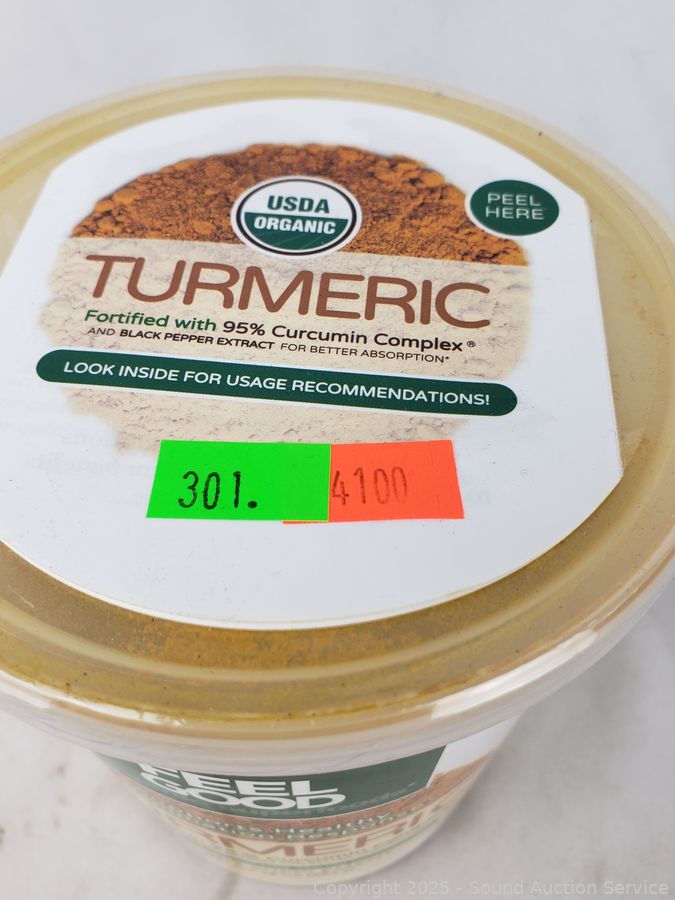 USDA
ORGANIC
PEEL
HERE
TURMERIC
Fortified with 95% Curcumin Complex®
AND BLACK PEPPER EXTRACT FOR BETTER ABSORPTION*
LOOK INSIDE FOR USAGE RECOMMENDATIONS!
301.
4100
FEEL
GOOD
TURMERIC
Copyright 2025 - Sound Auction Service